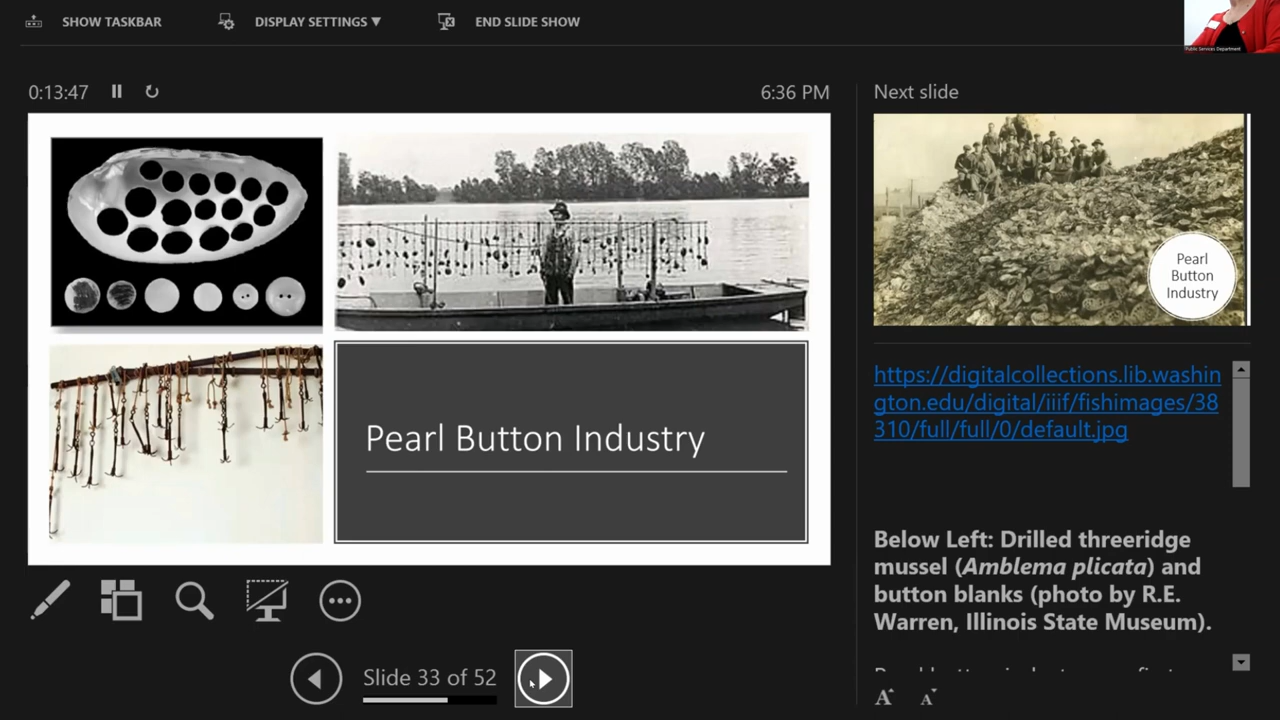 SHOW TASKBAR
DISPLAY SETTINGS ▼
END SLIDE SHOW
Public Services Department
0:13:47
6:36 PM
Next slide
Pearl Button Industry
Pearl
Button
Industry
https://digitalcollections.lib.washin
gton.edu/digital/iiif/fishimages/38
310/full/full/0/default.jpg
Below Left: Drilled threeridge
mussel (Amblema plicata) and
button blanks (photo by R.E.
Warren, Illinois State Museum).
Slide 33 of 52
A A